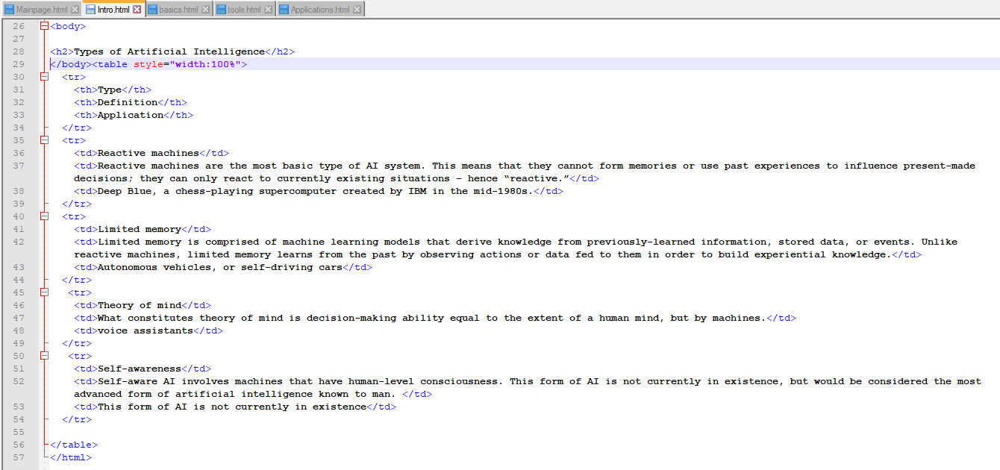 Mainpage.html Intro.html basics.html tools.html Applications.html
26 <body>
27
28 <h2>Types of Artificial Intelligence</h2>
29 </body><table style="width:100%">
30 <tr>
31 <th>Type</th>
32 <th>Definition</th>
33 <th>Application</th>
34 </tr>
35 <tr>
36 <td>Reactive machines</td>
37 <td>Reactive machines are the most basic type of AI system. This means that they cannot form memories or use past experiences to influence present-made
decisions; they can only react to currently existing situations – hence “reactive.”</td>
38 <td>Deep Blue, a chess-playing supercomputer created by IBM in the mid-1980s.</td>
39 </tr>
40 <tr>
41 <td>Limited memory</td>
42 <td>Limited memory is comprised of machine learning models that derive knowledge from previously-learned information, stored data, or events. Unlike
reactive machines, limited memory learns from the past by observing actions or data fed to them in order to build experiential knowledge.</td>
43 <td>Autonomous vehicles, or self-driving cars</td>
44 </tr>
45 <tr>
46 <td>Theory of mind</td>
47 <td>What constitutes theory of mind is decision-making ability equal to the extent of a human mind, but by machines.</td>
48 <td>voice assistants</td>
49 </tr>
50 <tr>
51 <td>Self-awareness</td>
52 <td>Self-aware AI involves machines that have human-level consciousness. This form of AI is not currently in existence, but would be considered the most
advanced form of artificial intelligence known to man. </td>
53 <td>This form of AI is not currently in existence</td>
54 </tr>
55
56 </table>
57 </html>